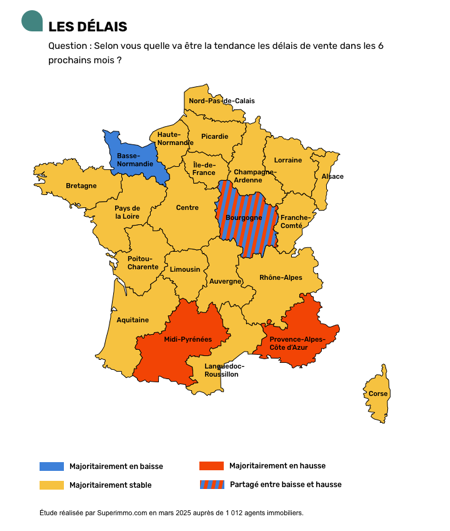 LES DÉLAIS
Question : Selon vous quelle va être la tendance les délais de vente dans les 6
prochains mois ?
Nord-Pas-de-Calais
Haute-
Normandie
Picardie
Basse-
Normandie
Île-de-
France
Champagne-
Ardenne
Lorraine
Alsace
Bretagne
Pays de
la Loire
Centre
Bourgogne
Franche-
Comté
Poitou-
Charente
Limousin
Auvergne
Rhône-Alpes
Aquitaine
Midi-Pyrénées
Provence-Alpes-
Côte d'Azur
Languedoc-
Roussillon
Corse
Majoritairement en baisse
Majoritairement en hausse
Majoritairement stable
Partagé entre baisse et hausse
Étude réalisée par Superimmo.com en mars 2025 auprès de 1 012 agents immobiliers.